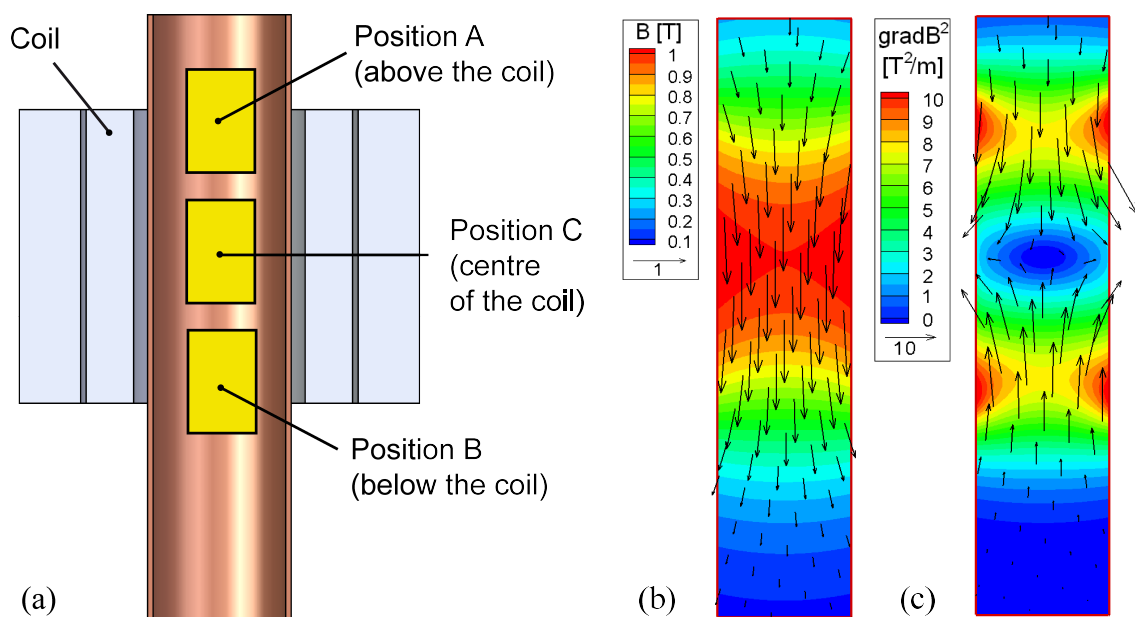 Coil
Position A
(above the coil)
Position C
(centre
of the coil)
Position B
(below the coil)
(a)
B [T]
1
0.9
0.8
0.7
0.6
0.5
0.4
0.3
0.2
0.1
1
(b)
gradB²
[T²/m]
10
9
8
7
6
5
4
3
2
1
0
10
(c)